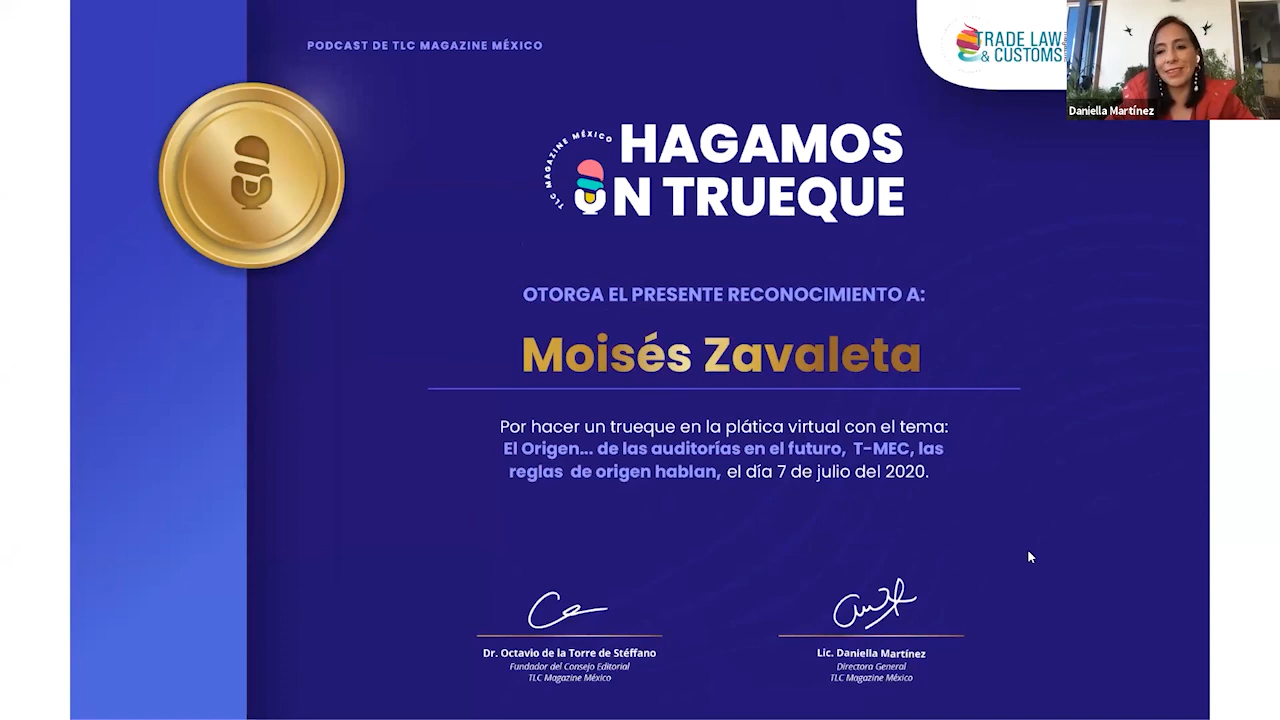 PODCAST DE TLC MAGAZINE MÉXICO
TRADE LAW
& CUSTOMS
Daniella Martínez
TLC MAGAZINE MÉXICO
HAGAMOS
UN TRUEQUE
OTORGA EL PRESENTE RECONOCIMIENTO A:
Moisés Zavaleta
Por hacer un trueque en la plática virtual con el tema:
El Origen... de las auditorías en el futuro, T-MEC, las
reglas de origen hablan, el día 7 de julio del 2020.
Dr. Octavio de la Torre de Stéffano
Fundador del Consejo Editorial
TLC Magazine México
Lic. Daniella Martínez
Directora General
TLC Magazine México